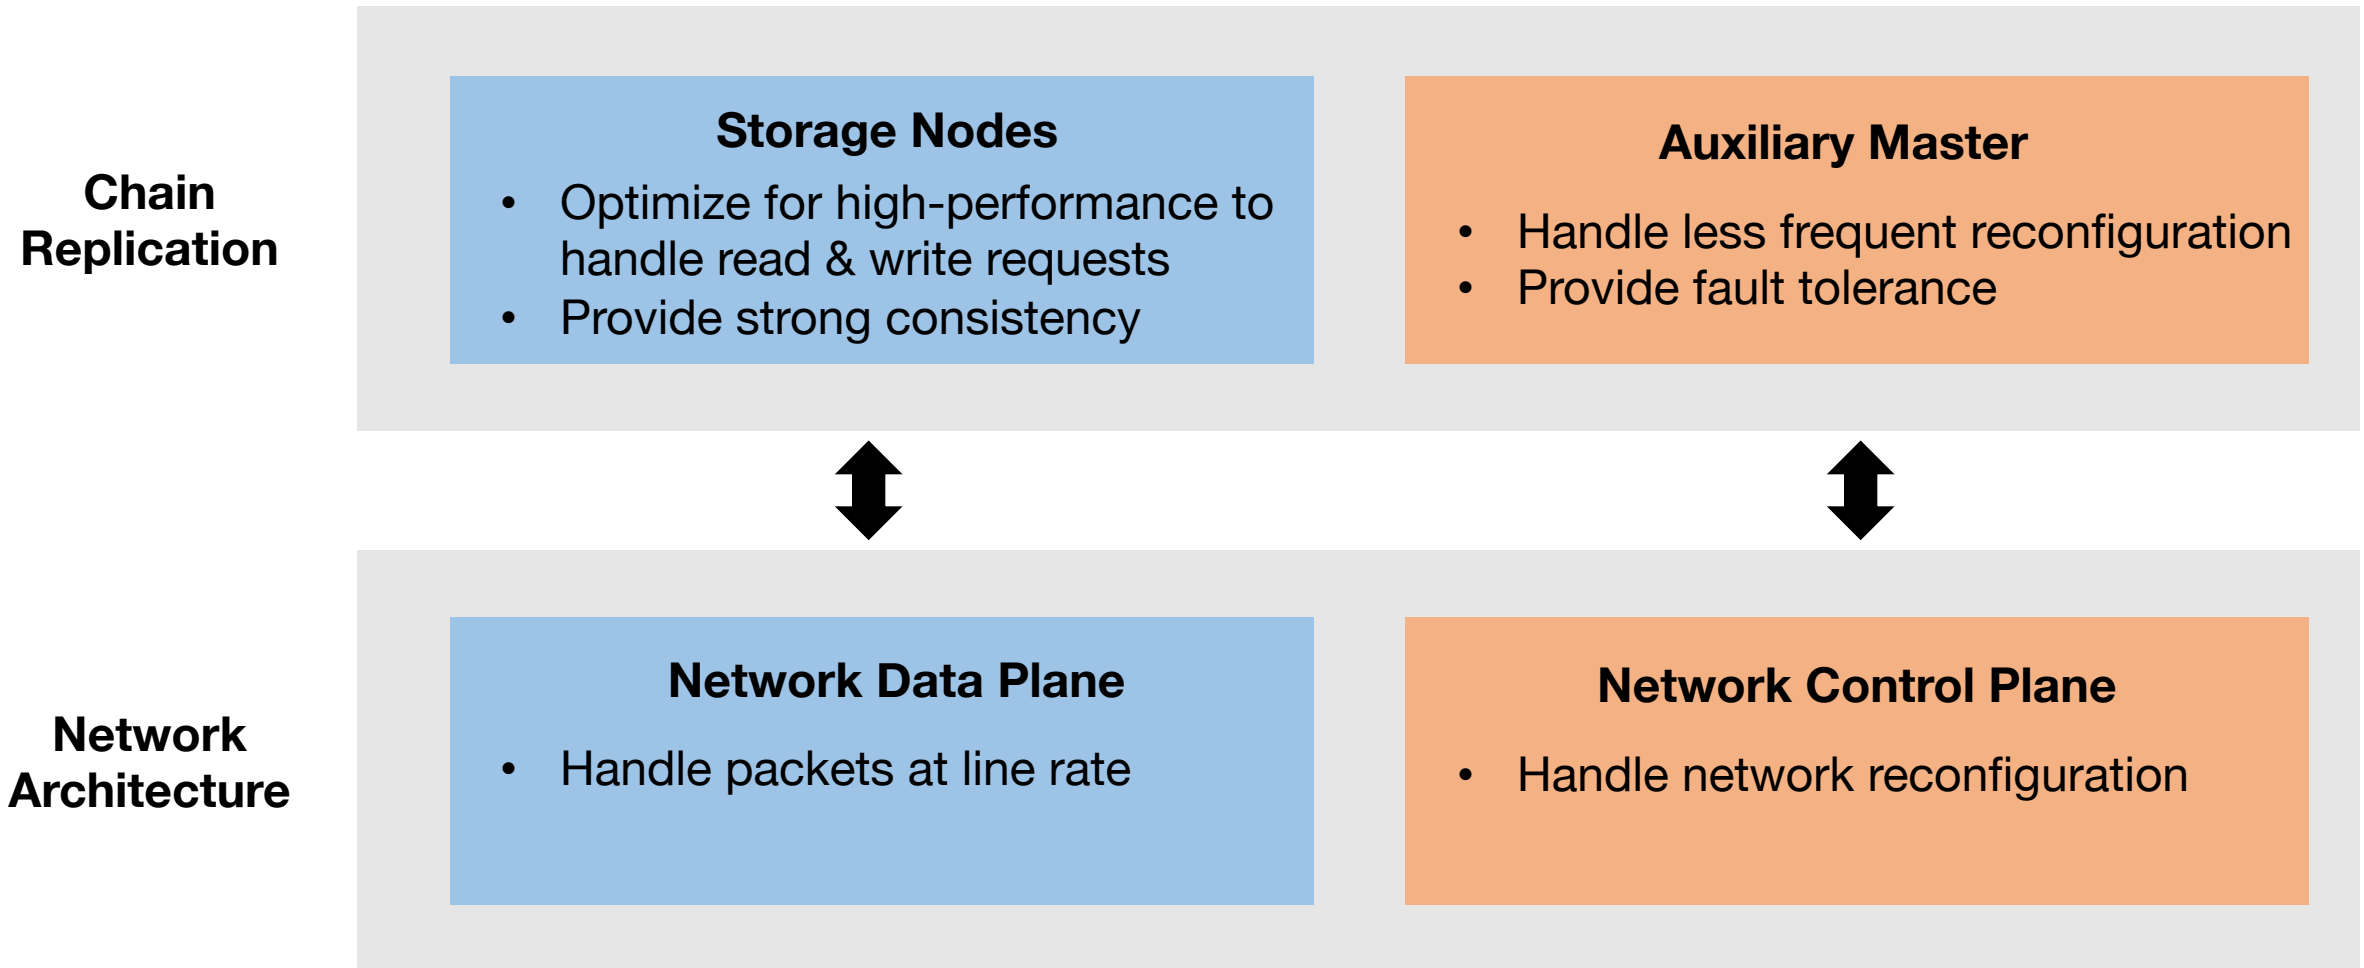 Chain
Replication
Storage Nodes
• Optimize for high-performance to
handle read & write requests
• Provide strong consistency
Auxiliary Master
• Handle less frequent reconfiguration
• Provide fault tolerance
Network
Architecture
Network Data Plane
• Handle packets at line rate
Network Control Plane
• Handle network reconfiguration